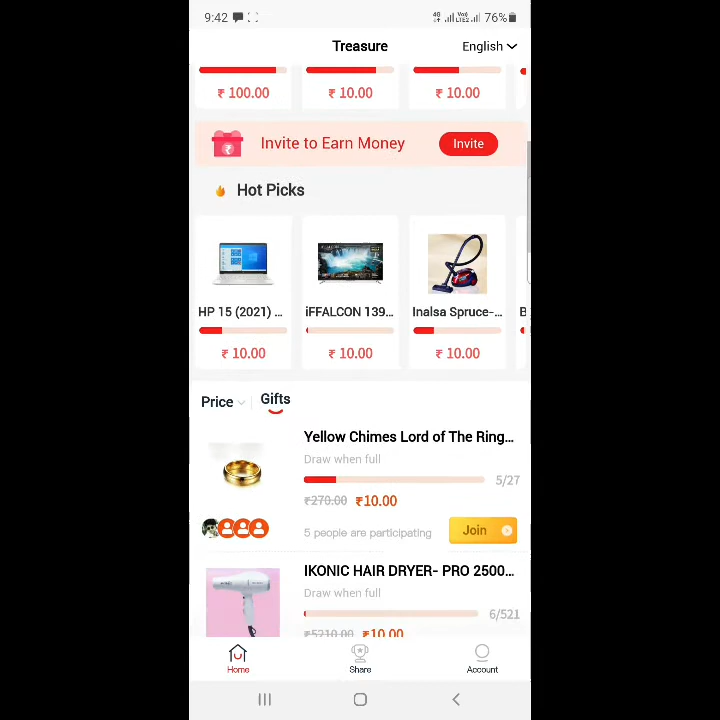 9:42 76%
Treasure English
₹ 100.00 ₹ 10.00 ₹ 10.00
Invite to Earn Money Invite
Hot Picks
HP 15 (2021) ... iFFALCON 139... Inalsa Spruce-... B
₹ 10.00 ₹ 10.00 ₹ 10.00
Price Gifts
Yellow Chimes Lord of The Ring...
Draw when full
5/27
₹270.00 ₹10.00
5 people are participating Join
IKONIC HAIR DRYER- PRO 2500...
Draw when full
6/521
₹5210.00 ₹10.00
Home Share Account